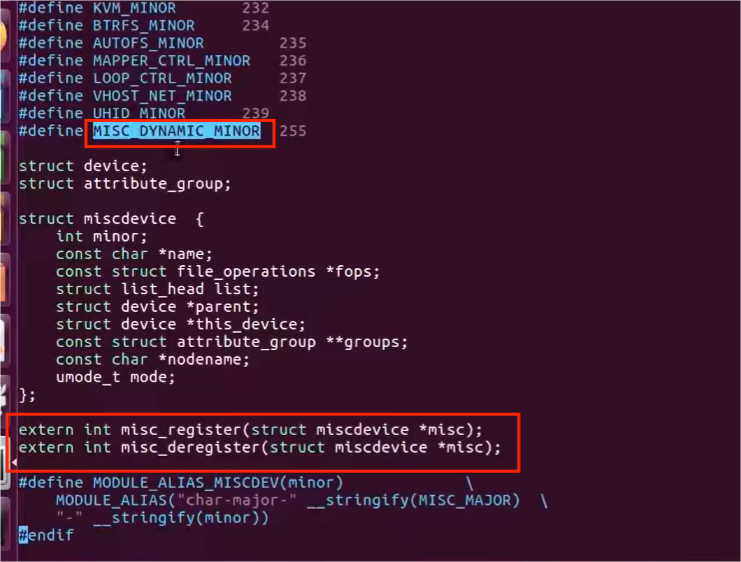 #define KVM_MINOR 232
#define BTRFS_MINOR 234
#define AUTOFS_MINOR 235
#define MAPPER_CTRL_MINOR 236
#define LOOP_CTRL_MINOR 237
#define VHOST_NET_MINOR 238
#define UHID_MINOR 239
#define MISC_DYNAMIC_MINOR 255
struct device;
struct attribute_group;
struct miscdevice {
int minor;
const char *name;
const struct file_operations *fops;
struct list_head list;
struct device *parent;
struct device *this_device;
const struct attribute_group **groups;
const char *nodename;
umode_t mode;
};
extern int misc_register(struct miscdevice *misc);
extern int misc_deregister(struct miscdevice *misc);
#define MODULE_ALIAS_MISCDEV(minor) \
MODULE_ALIAS("char-major-" __stringify(MISC_MAJOR) \
"-" __stringify(minor))
#endif